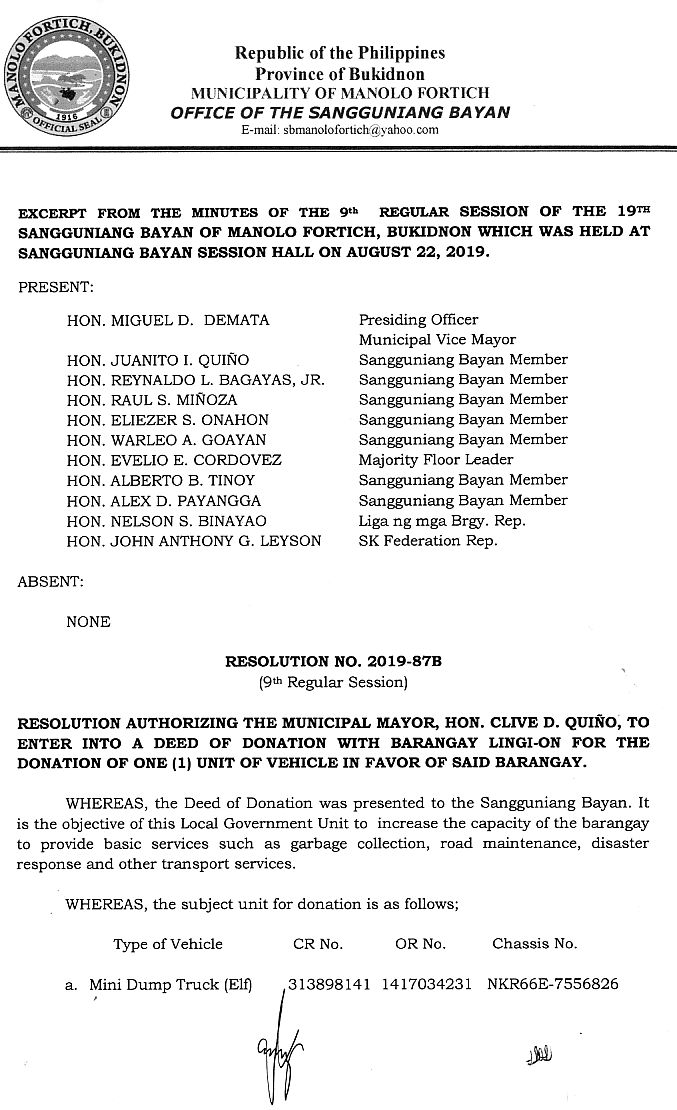 MANOLO FORTICH, BUKIDNON
1916
OFFICIAL SEAL
Republic of the Philippines
Province of Bukidnon
MUNICIPALITY OF MANOLO FORTICH
OFFICE OF THE SANGGUNIANG BAYAN
E-mail: sbmanolofortich@yahoo.com
EXCERPT FROM THE MINUTES OF THE 9th REGULAR SESSION OF THE 19TH
SANGGUNIANG BAYAN OF MANOLO FORTICH, BUKIDNON WHICH WAS HELD AT
SANGGUNIANG BAYAN SESSION HALL ON AUGUST 22, 2019.
PRESENT:
HON. MIGUEL D. DEMATA Presiding Officer
Municipal Vice Mayor
HON. JUANITO I. QUIÑO Sangguniang Bayan Member
HON. REYNALDO L. BAGAYAS, JR. Sangguniang Bayan Member
HON. RAUL S. MIÑOZA Sangguniang Bayan Member
HON. ELIEZER S. ONAHON Sangguniang Bayan Member
HON. WARLEO A. GOAYAN Sangguniang Bayan Member
HON. EVELIO E. CORDOVEZ Majority Floor Leader
HON. ALBERTO B. TINOY Sangguniang Bayan Member
HON. ALEX D. PAYANGGA Sangguniang Bayan Member
HON. NELSON S. BINAYAO Liga ng mga Brgy. Rep.
HON. JOHN ANTHONY G. LEYSON SK Federation Rep.
ABSENT:
NONE
RESOLUTION NO. 2019-87B
(9th Regular Session)
RESOLUTION AUTHORIZING THE MUNICIPAL MAYOR, HON. CLIVE D. QUIÑO, TO
ENTER INTO A DEED OF DONATION WITH BARANGAY LINGI-ON FOR THE
DONATION OF ONE (1) UNIT OF VEHICLE IN FAVOR OF SAID BARANGAY.
WHEREAS, the Deed of Donation was presented to the Sangguniang Bayan. It
is the objective of this Local Government Unit to increase the capacity of the barangay
to provide basic services such as garbage collection, road maintenance, disaster
response and other transport services.
WHEREAS, the subject unit for donation is as follows;
Type of Vehicle CR No. OR No. Chassis No.
a. Mini Dump Truck (Elf) 313898141 1417034231 NKR66E-7556826